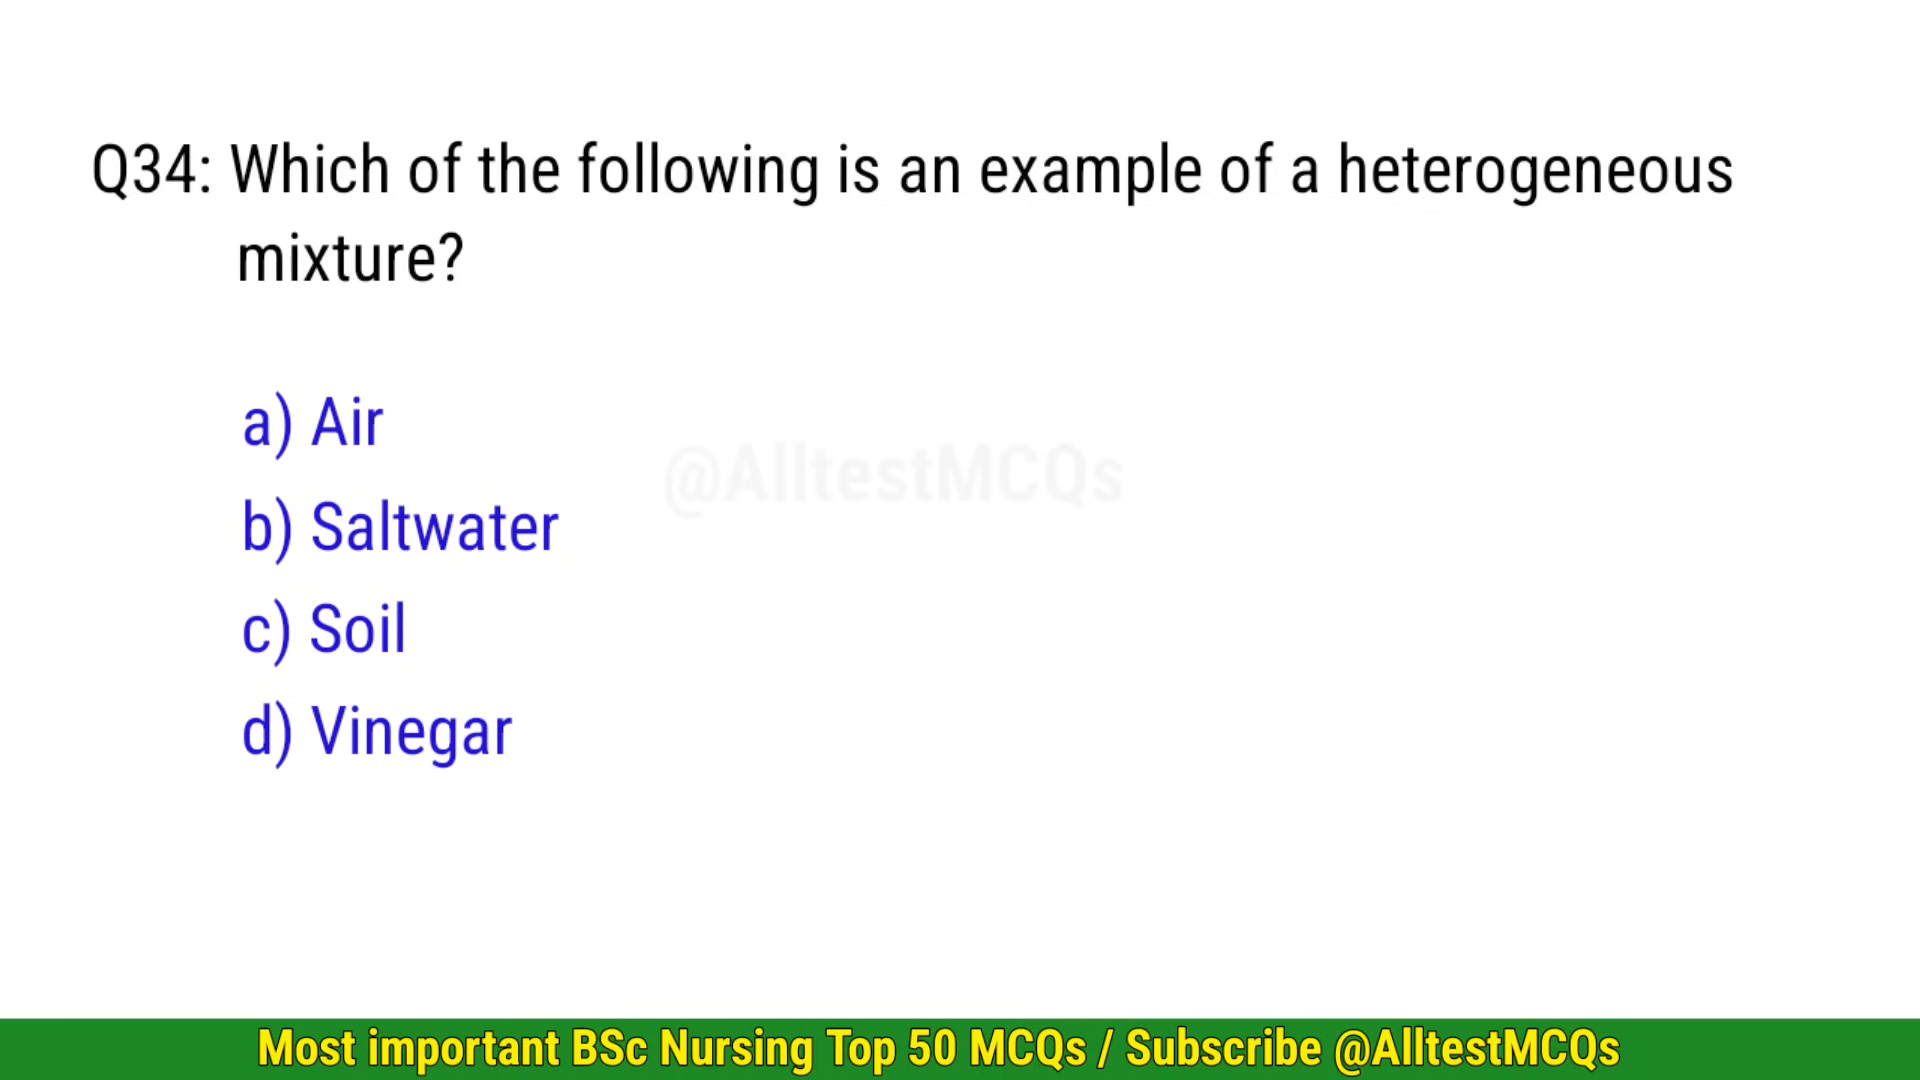 Q34: Which of the following is an example of a heterogeneous
mixture?
a) Air
@AlltestMCQs
b) Saltwater
c) Soil
d) Vinegar
Most important BSc Nursing Top 50 MCQs / Subscribe @AlltestMCQs